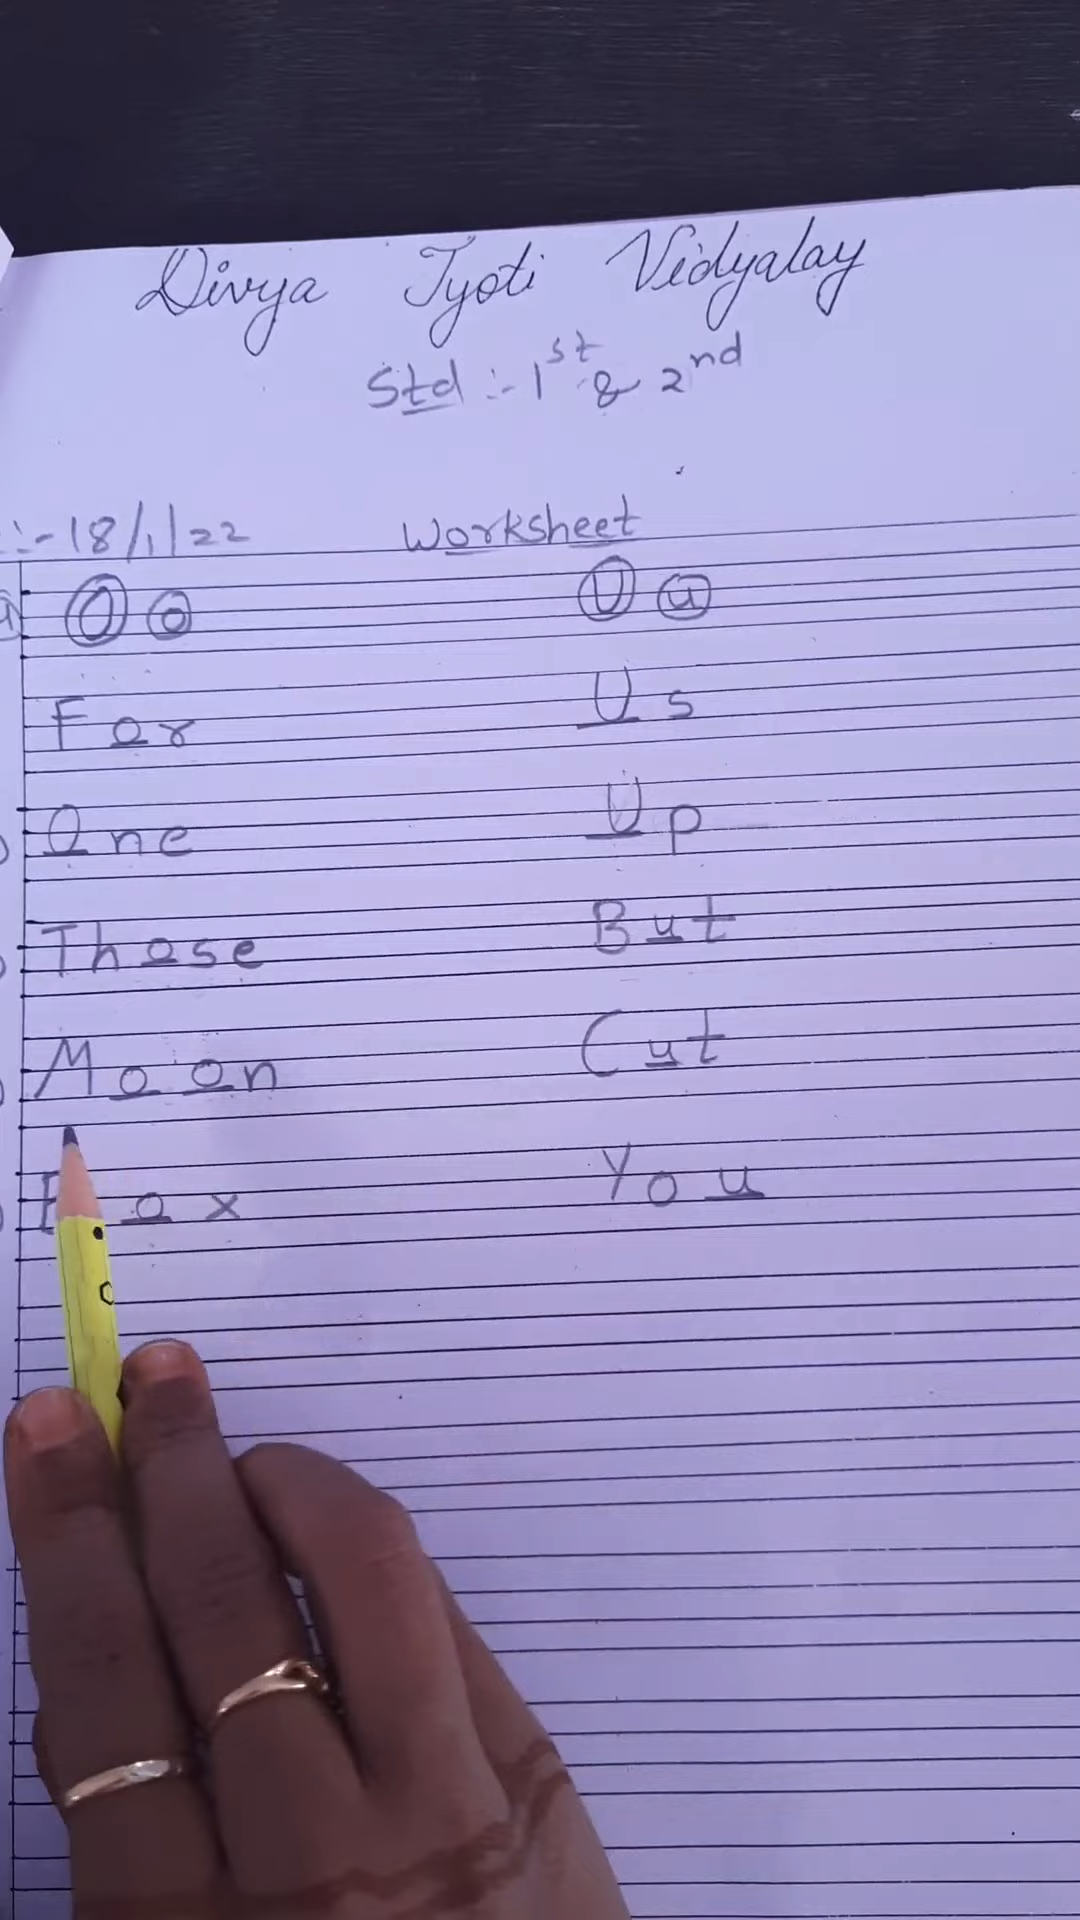 Divya Jyoti Vidyalay
Std :- 1st & 2nd
:- 18/1/22 Worksheet
O o U u
For Us
One Up
Those But
Moon Cut
ox You